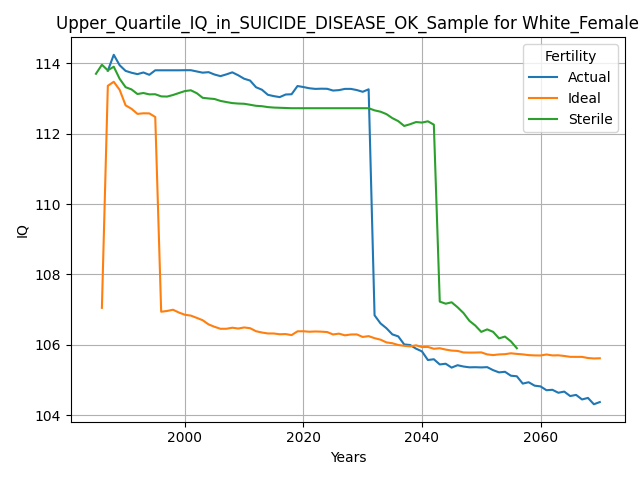 Upper_Quartile_IQ_in_SUICIDE_DISEASE_OK_Sample for White_Female
Fertility
Actual
Ideal
Sterile
114
112
110
108
106
104
IQ
2000
2020
2040
2060
Years